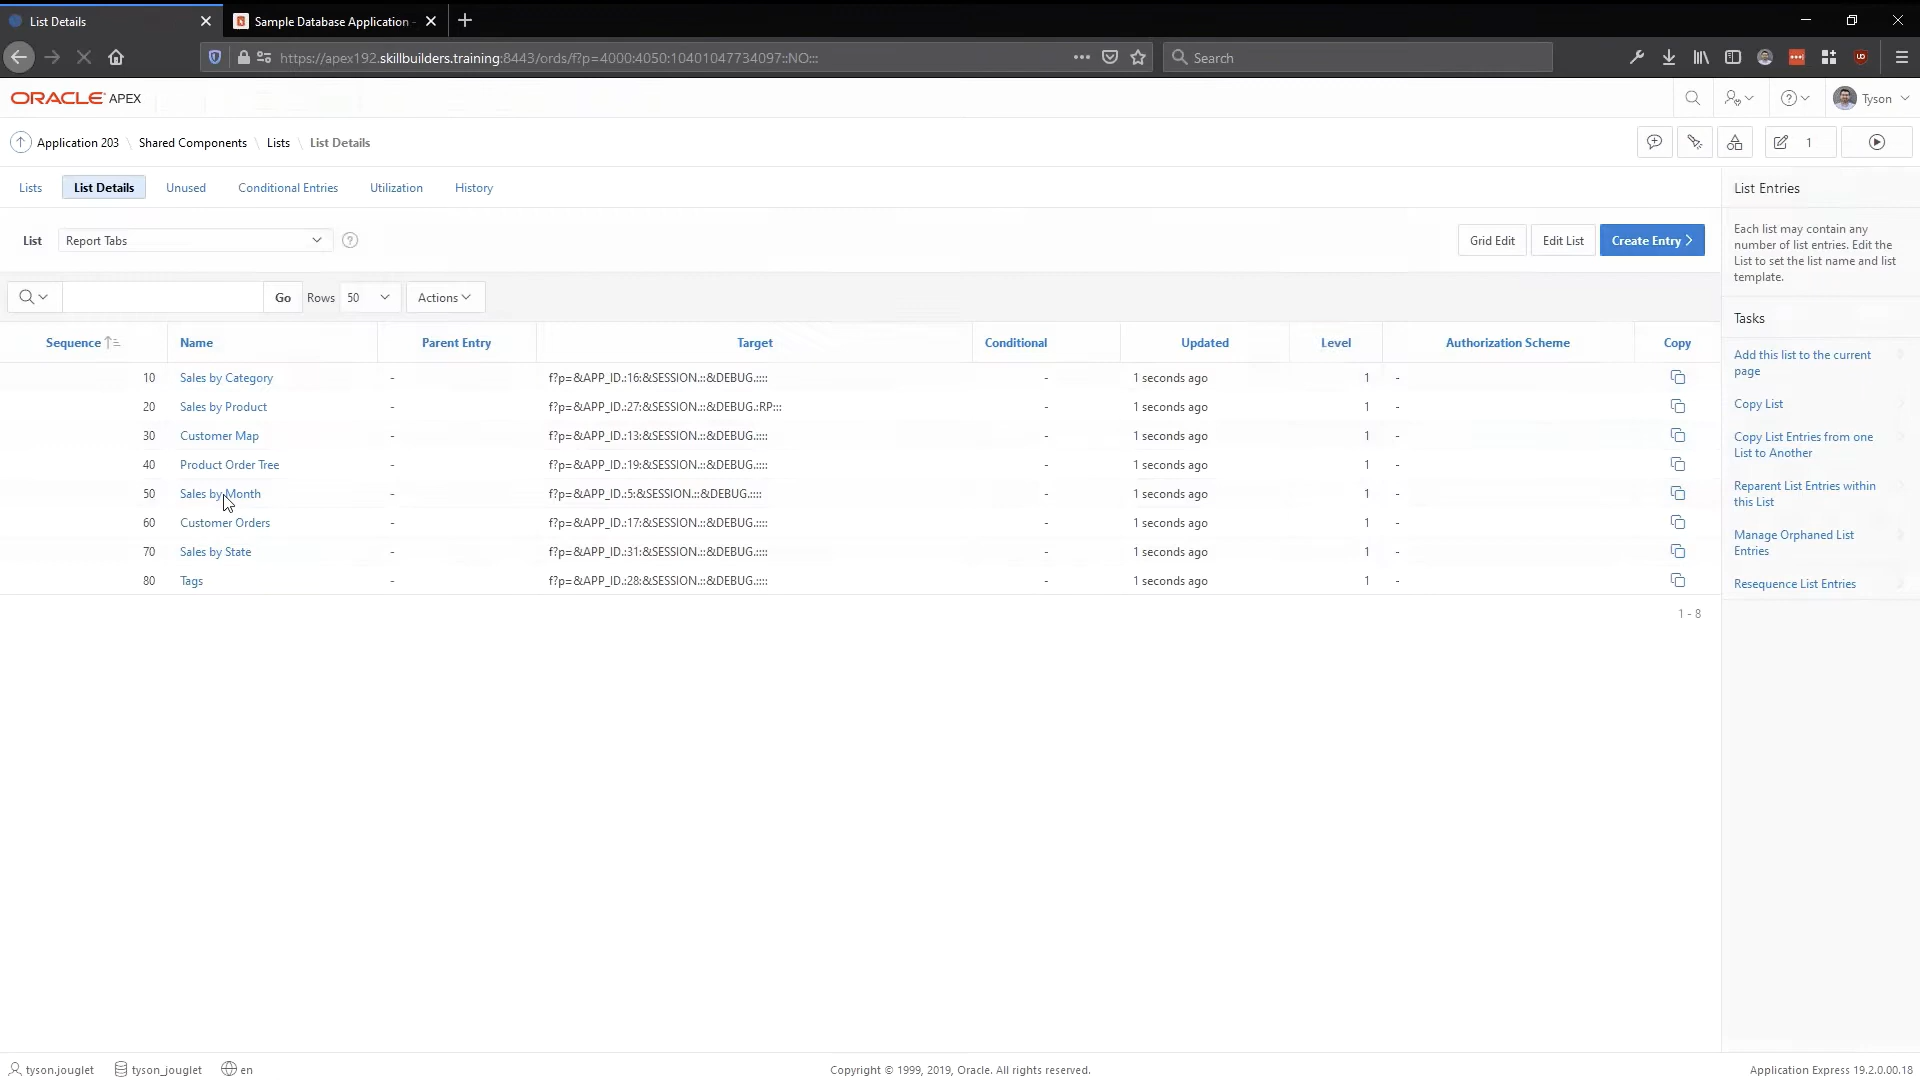 List Details
Sample Database Application -
https://apex192.skillbuilders.training:8443/ords/f?p=4000:4050:10401047734097::NO:::
Search
ORACLE APEX
Tyson
Application 203 \ Shared Components \ Lists \ List Details
1
Lists
List Details
Unused
Conditional Entries
Utilization
History
List
Report Tabs
Grid Edit
Edit List
Create Entry
Go
Rows
50
Actions
Sequence Name Parent Entry Target Conditional Updated Level Authorization Scheme Copy
10 Sales by Category - f?p=&APP_ID.:16:&SESSION.::&DEBUG.:::: - 1 seconds ago 1 -
20 Sales by Product - f?p=&APP_ID.:27:&SESSION.::&DEBUG.:RP::: - 1 seconds ago 1 -
30 Customer Map - f?p=&APP_ID.:13:&SESSION.::&DEBUG.:::: - 1 seconds ago 1 -
40 Product Order Tree - f?p=&APP_ID.:19:&SESSION.::&DEBUG.:::: - 1 seconds ago 1 -
50 Sales by Month - f?p=&APP_ID.:5:&SESSION.::&DEBUG.:::: - 1 seconds ago 1 -
60 Customer Orders - f?p=&APP_ID.:17:&SESSION.::&DEBUG.:::: - 1 seconds ago 1 -
70 Sales by State - f?p=&APP_ID.:31:&SESSION.::&DEBUG.:::: - 1 seconds ago 1 -
80 Tags - f?p=&APP_ID.:28:&SESSION.::&DEBUG.:::: - 1 seconds ago 1 -
1 - 8
List Entries
Each list may contain any
number of list entries. Edit the
List to set the list name and list
template.
Tasks
Add this list to the current
page
Copy List
Copy List Entries from one
List to Another
Reparent List Entries within
this List
Manage Orphaned List
Entries
Resequence List Entries
tyson.jouglet
tyson_jouglet
en
Copyright © 1999, 2019, Oracle. All rights reserved.
Application Express 19.2.0.00.18